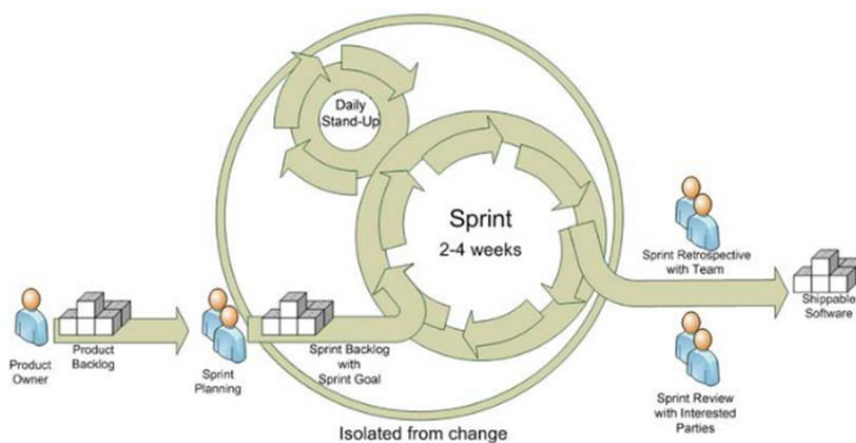 Daily
Stand-Up
Sprint
2-4 weeks
Sprint Retrospective
with Team
Shippable
Software
Product
Owner
Product
Backlog
Sprint
Planning
Sprint Backlog
with
Sprint Goal
Sprint Review
with Interested
Parties
Isolated from change